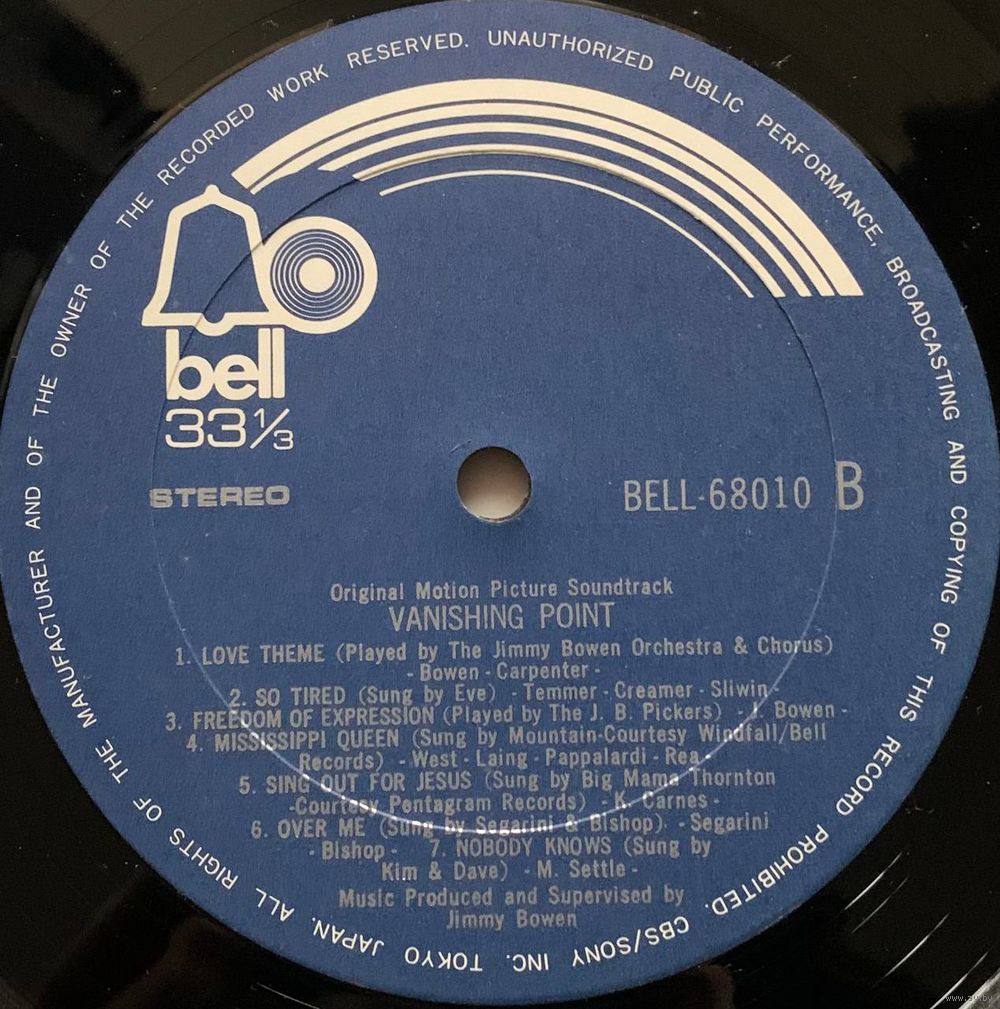 ALL RIGHTS OF THE MANUFACTURER AND OF THE OWNER OF THE RECORDED WORK RESERVED. UNAUTHORIZED PUBLIC PERFORMANCE, BROADCASTING AND COPYING OF THIS RECORD PROHIBITED. CBS/SONY INC. TOKYO JAPAN.
bell
33⅓
STEREO
BELL-68010 B
Original Motion Picture Soundtrack
VANISHING POINT
1. LOVE THEME (Played by The Jimmy Bowen Orchestra & Chorus)
- Bowen - Carpenter -
2. SO TIRED (Sung by Eve) - Temmer - Creamer - Sliwin -
3. FREEDOM OF EXPRESSION (Played by The J. B. Pickers) - J. Bowen -
4. MISSISSIPPI QUEEN (Sung by Mountain-Courtesy Windfall/Bell
Records) - West - Laing - Pappalardi - Rea -
5. SING OUT FOR JESUS (Sung by Big Mama Thornton
-Courtesy Pentagram Records) - K. Carnes -
6. OVER ME (Sung by Segarini & Bishop). - Segarini
- Bishop - 7. NOBODY KNOWS (Sung by
Kim & Dave) - M. Settle -
Music Produced and Supervised by
Jimmy Bowen